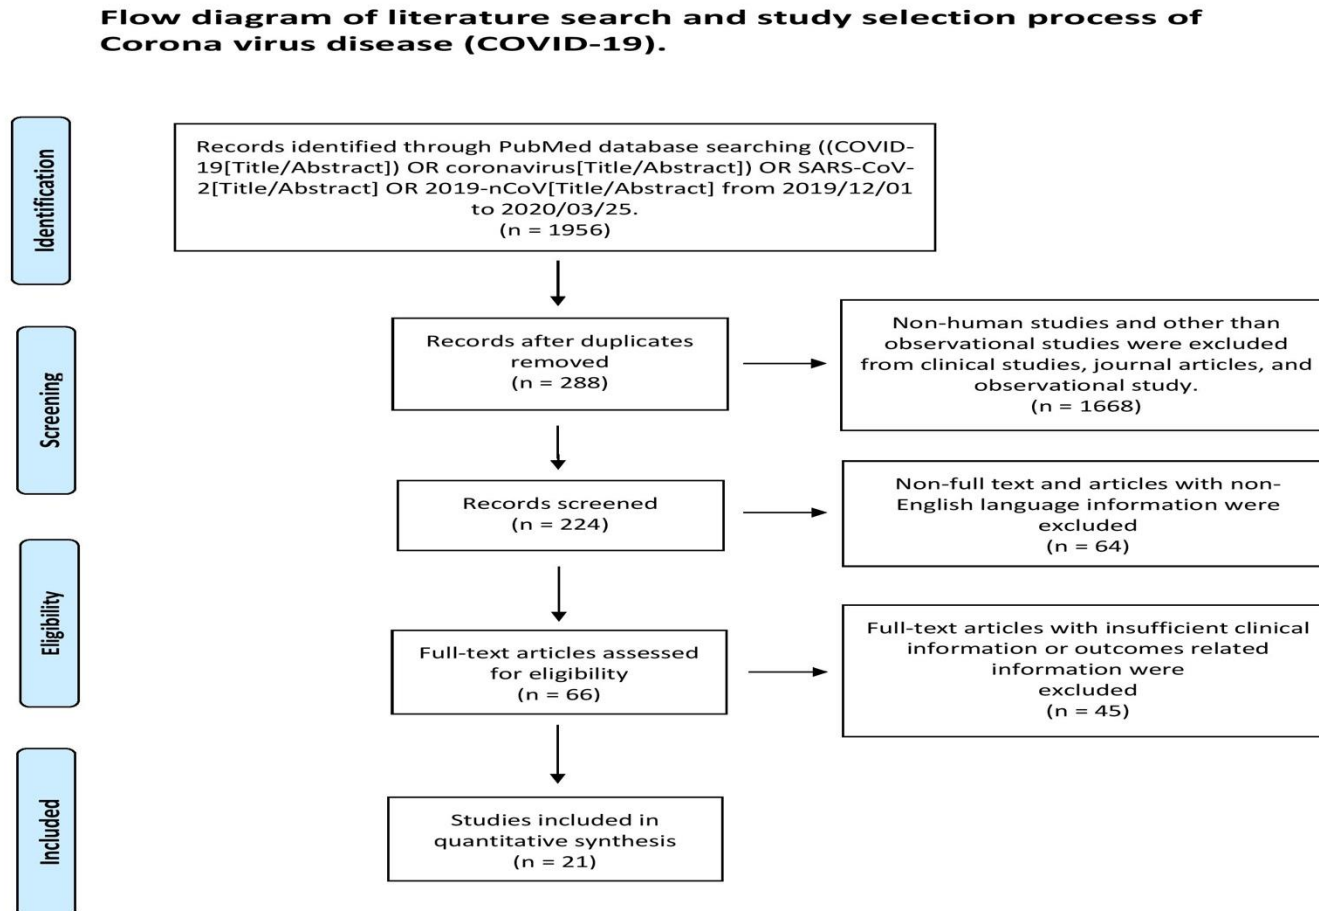 Flow diagram of literature search and study selection process of
Corona virus disease (COVID-19).
Identification
Records identified through PubMed database searching ((COVID-
19[Title/Abstract]) OR coronavirus[Title/Abstract]) OR SARS-CoV-
2[Title/Abstract] OR 2019-nCoV[Title/Abstract] from 2019/12/01
to 2020/03/25.
(n = 1956)
Screening
Records after duplicates
removed
(n = 288)
Non-human studies and other than
observational studies were excluded
from clinical studies, journal articles, and
observational study.
(n = 1668)
Records screened
(n = 224)
Non-full text and articles with non-
English language information were
excluded
(n = 64)
Eligibility
Full-text articles assessed
for eligibility
(n = 66)
Full-text articles with insufficient clinical
information or outcomes related
information were
excluded
(n = 45)
Included
Studies included in
quantitative synthesis
(n = 21)